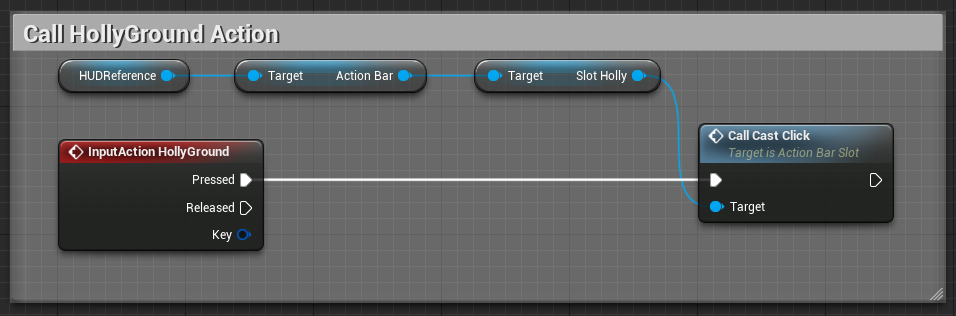 Call HollyGround Action
HUDReference
Target Action Bar
Target Slot Holly
Call Cast Click
Target is Action Bar Slot
InputAction HollyGround
Pressed
Released
Target
Key